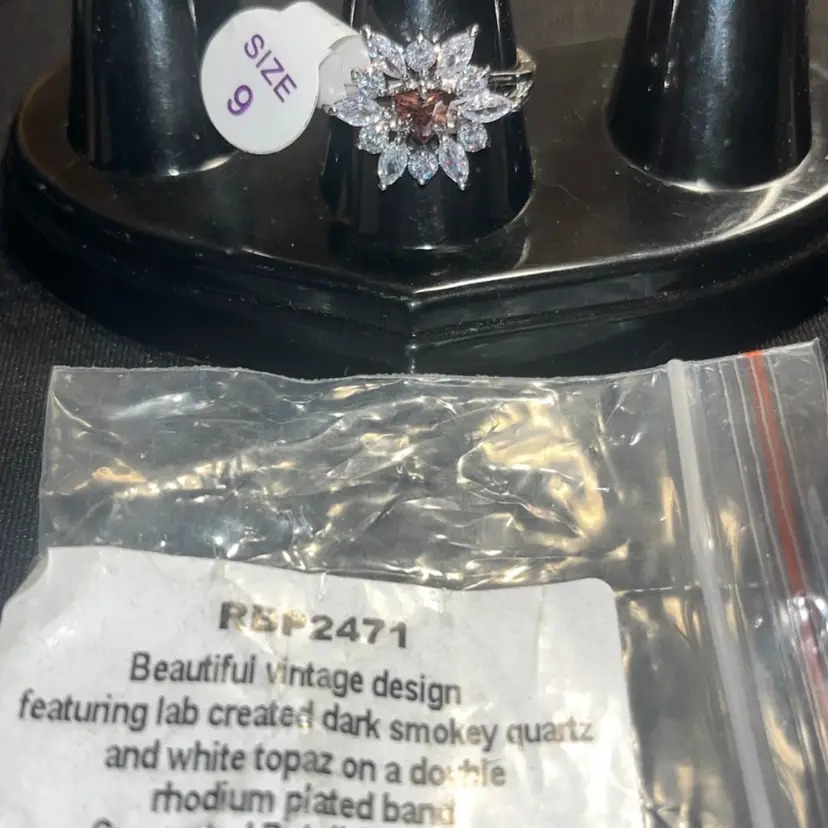 SIZE
9
RBP2471
Beautiful vintage design
featuring lab created dark smokey quartz
and white topaz on a double
rhodium plated band